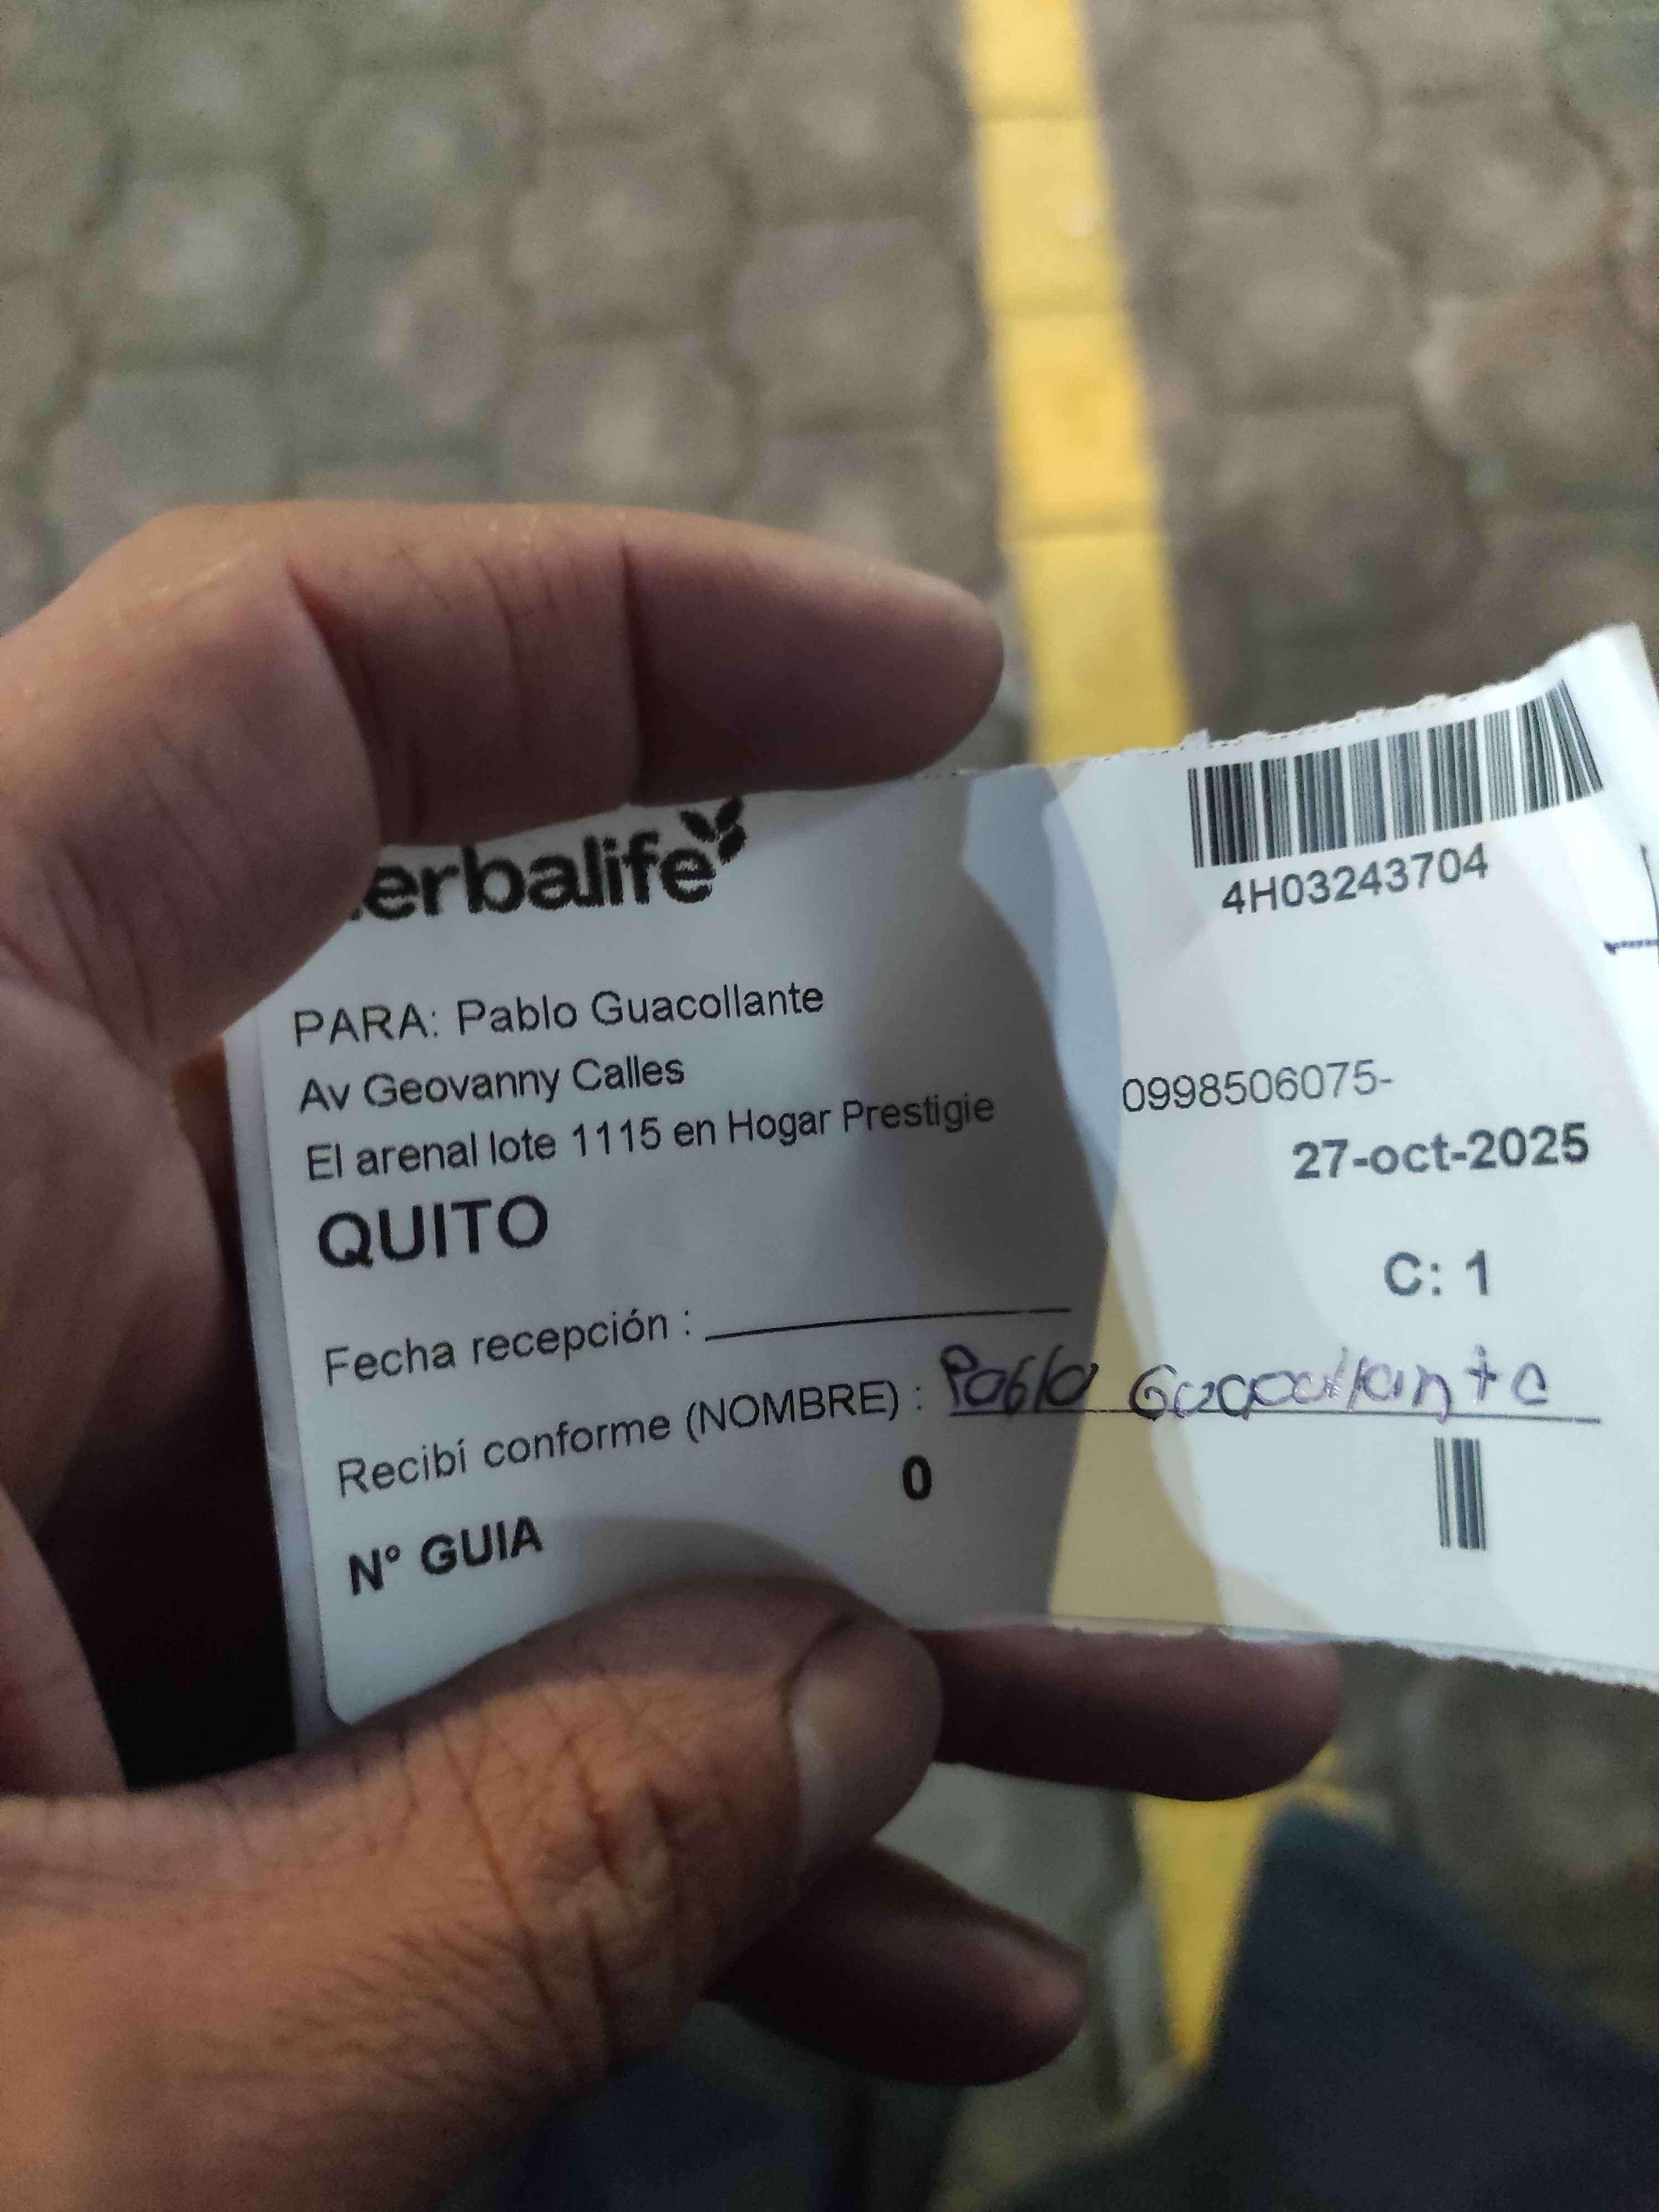 erbalife
4H03243704
PARA: Pablo Guacollante
Av Geovanny Calles
0998506075-
El arenal lote 1115 en Hogar Prestigie
27-oct-2025
QUITO
C: 1
Fecha recepción :
Recibí conforme (NOMBRE) : Pablo Guacollante
0
N° GUIA